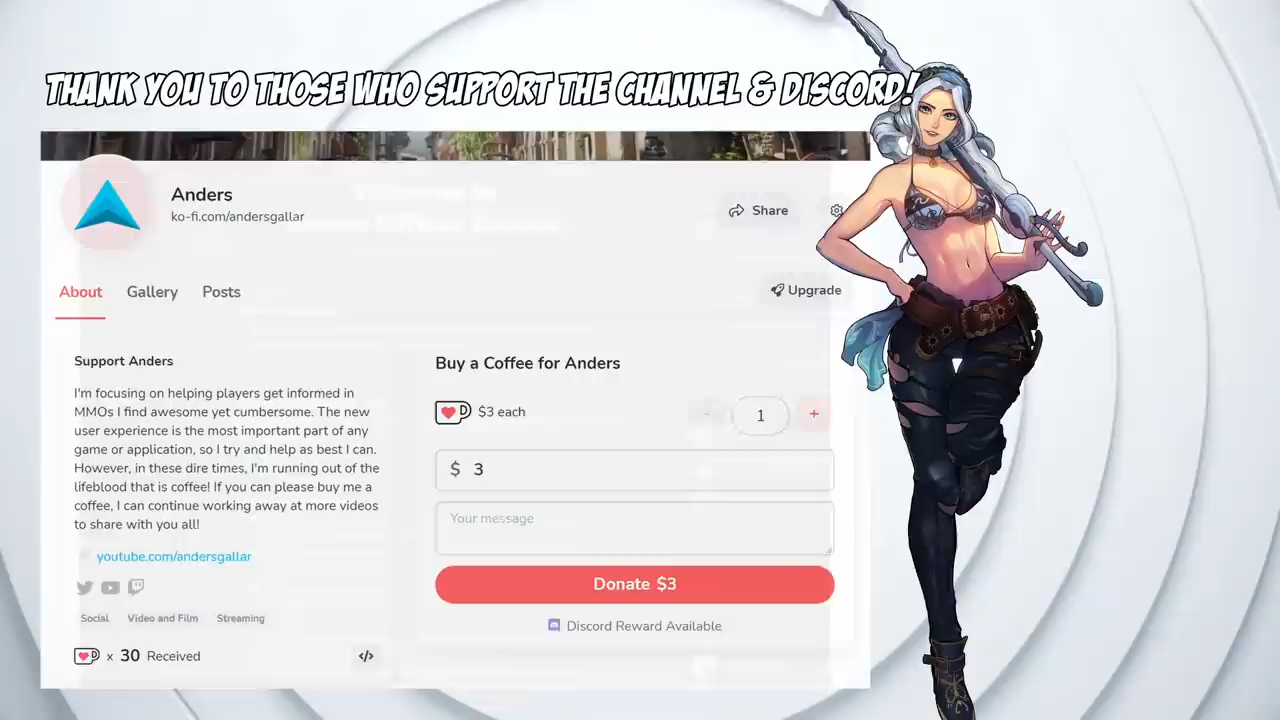 THANK YOU TO THOSE WHO SUPPORT THE CHANNEL & DISCORD!
Anders
ko-fi.com/andersgallar
Share
About Gallery Posts
Upgrade
Support Anders
I'm focusing on helping players get informed in
MMOs I find awesome yet cumbersome. The new
user experience is the most important part of any
game or application, so I try and help as best I can.
However, in these dire times, I'm running out of the
lifeblood that is coffee! If you can please buy me a
coffee, I can continue working away at more videos
to share with you all!
youtube.com/andersgallar
Social Video and Film Streaming
x 30 Received </>
Buy a Coffee for Anders
$3 each
- 1 +
$ 3
Your message
Donate $3
Discord Reward Available